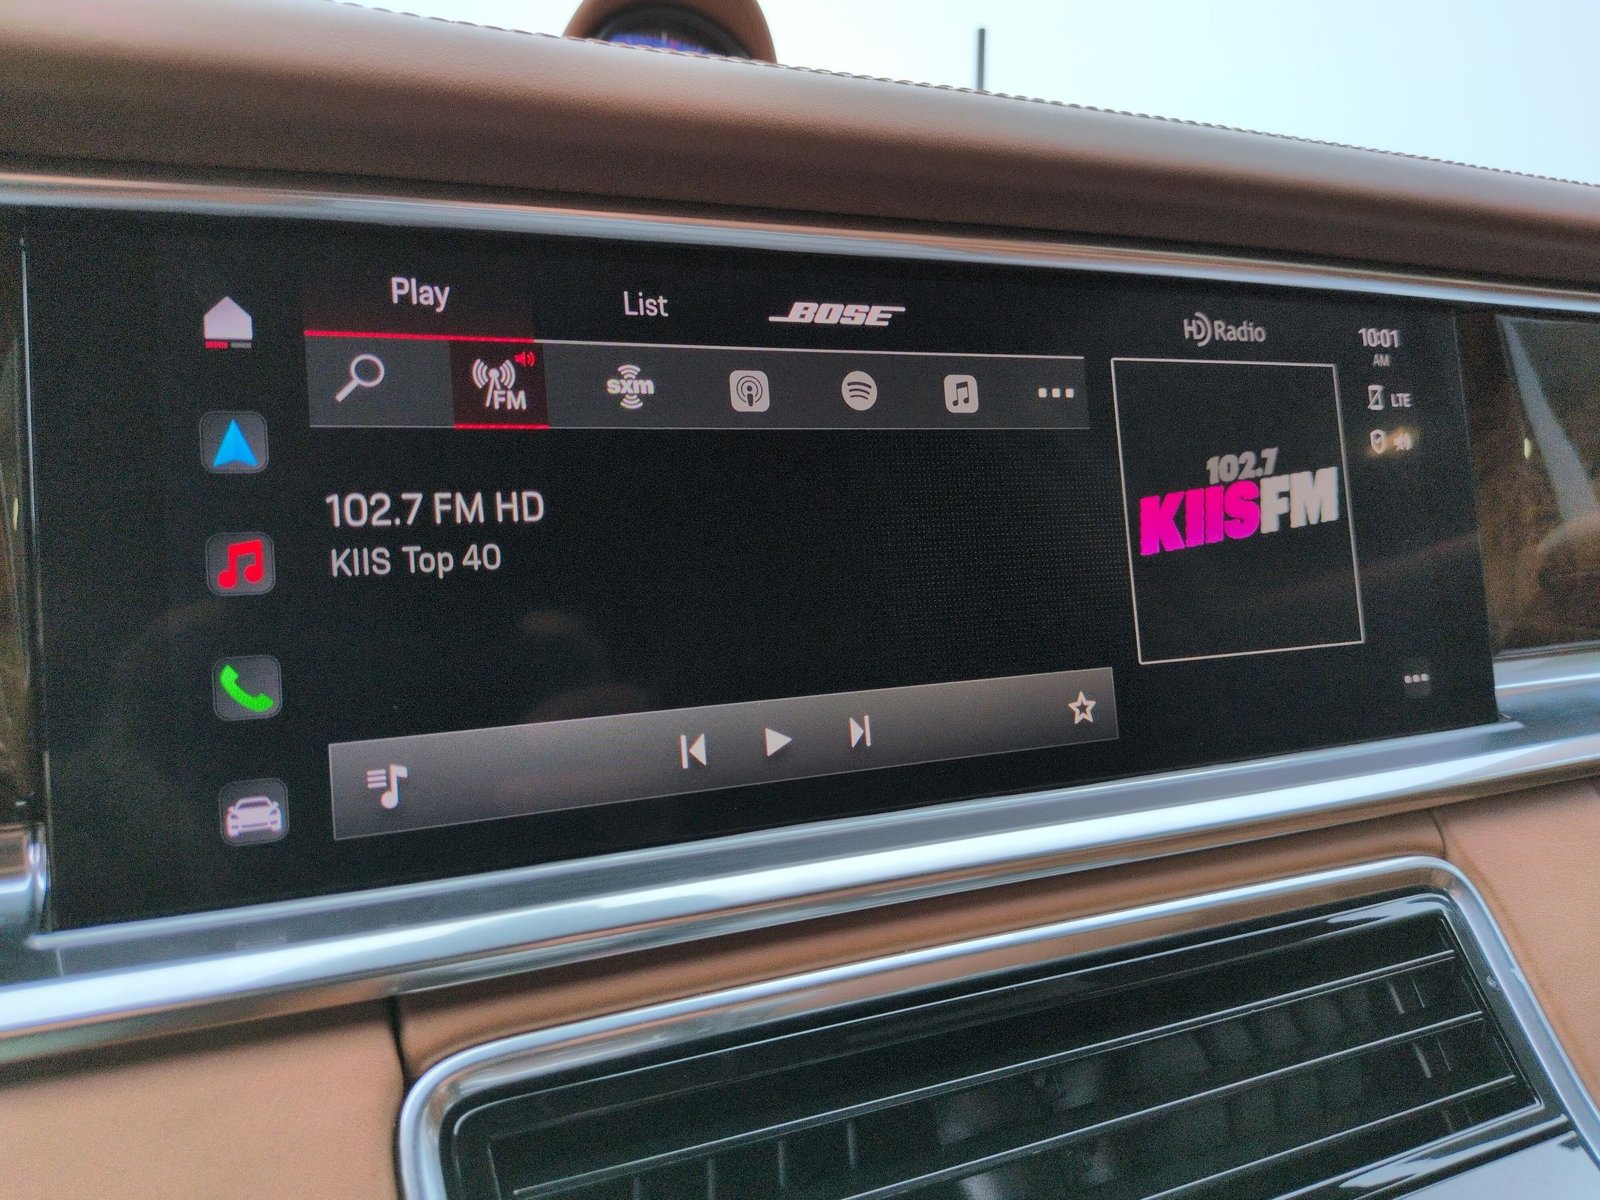 Play
List
BOSE
HD Radio
10:01
AM
FM
sxm
LTE
102.7 FM HD
KIIS Top 40
102.7
KIISFM